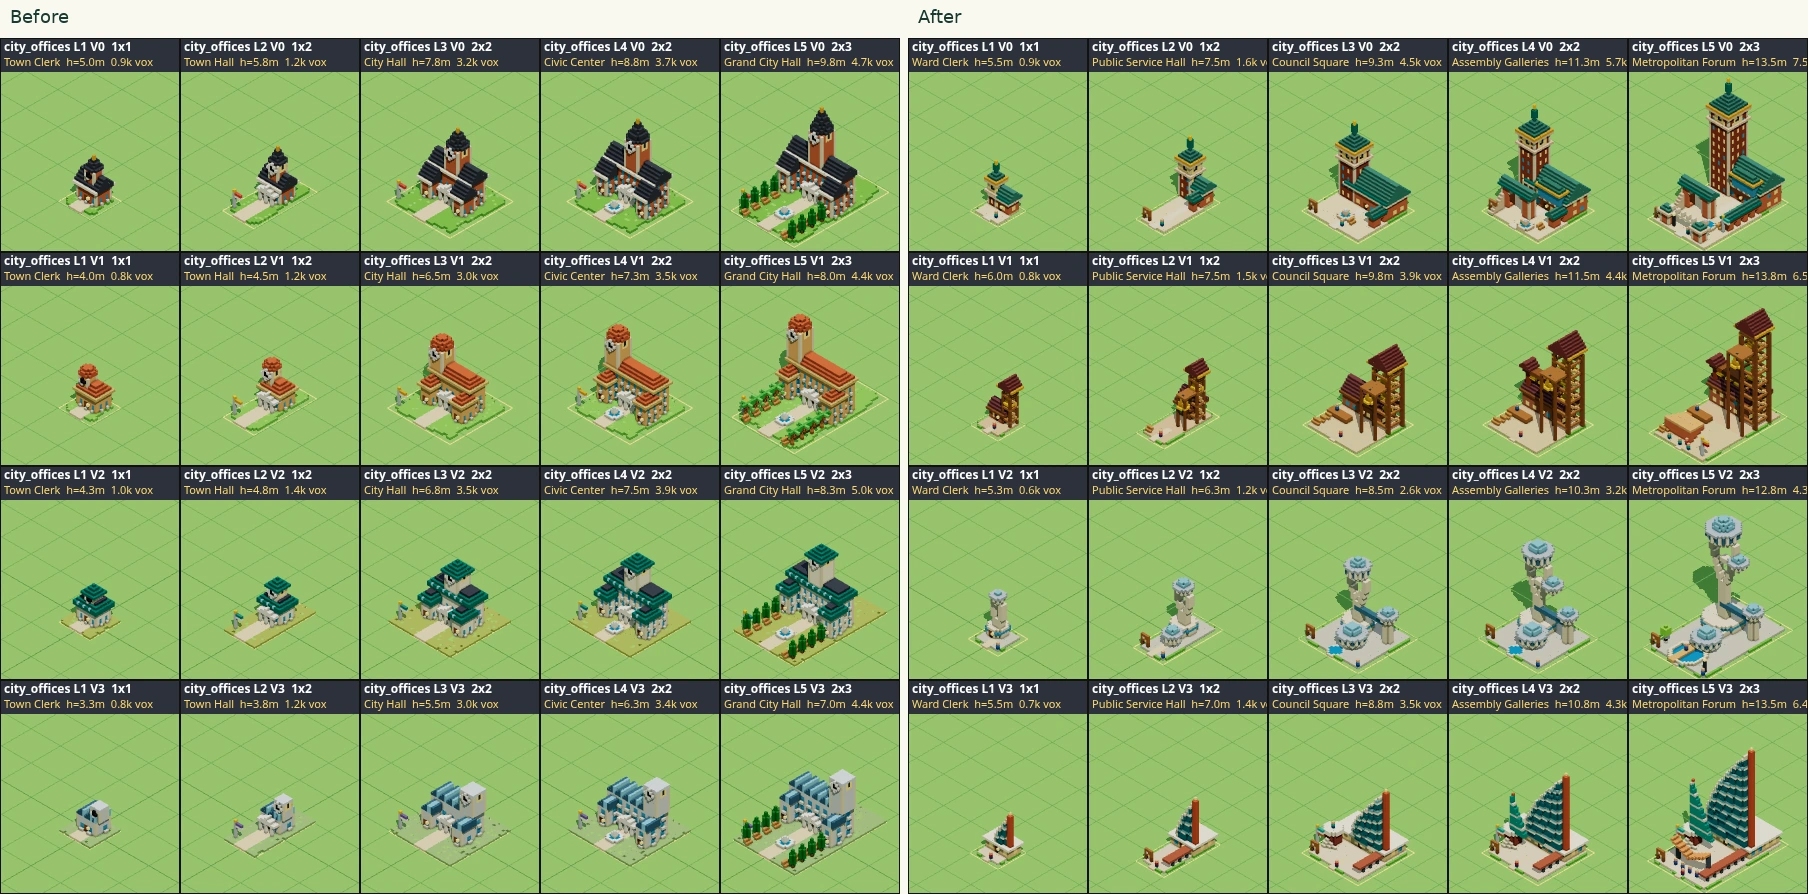 Before
After
city_offices L1 V0 1x1
city_offices L2 V0 1x2
city_offices L3 V0 2x2
city_offices L4 V0 2x2
city_offices L5 V0 2x3
city_offices L1 V0 1x1
city_offices L2 V0 1x2
city_offices L3 V0 2x2
city_offices L4 V0 2x2
city_offices L5 V0 2x3
Town Clerk h=5.0m 0.9k vox
Town Hall h=5.8m 1.2k vox
City Hall h=7.8m 3.2k vox
Civic Center h=8.8m 3.7k vox
Grand City Hall h=9.8m 4.7k vox
Ward Clerk h=5.5m 0.9k vox
Public Service Hall h=7.5m 1.6k v
Council Square h=9.3m 4.5k vox
Assembly Galleries h=11.3m 5.7k
Metropolitan Forum h=13.5m 7.5
city_offices L1 V1 1x1
city_offices L2 V1 1x2
city_offices L3 V1 2x2
city_offices L4 V1 2x2
city_offices L5 V1 2x3
city_offices L1 V1 1x1
city_offices L2 V1 1x2
city_offices L3 V1 2x2
city_offices L4 V1 2x2
city_offices L5 V1 2x3
Town Clerk h=4.0m 0.8k vox
Town Hall h=4.5m 1.2k vox
City Hall h=6.5m 3.0k vox
Civic Center h=7.3m 3.5k vox
Grand City Hall h=8.0m 4.4k vox
Ward Clerk h=6.0m 0.8k vox
Public Service Hall h=7.5m 1.5k v
Council Square h=9.8m 3.9k vox
Assembly Galleries h=11.5m 4.4k
Metropolitan Forum h=13.8m 6.5
city_offices L1 V2 1x1
city_offices L2 V2 1x2
city_offices L3 V2 2x2
city_offices L4 V2 2x2
city_offices L5 V2 2x3
city_offices L1 V2 1x1
city_offices L2 V2 1x2
city_offices L3 V2 2x2
city_offices L4 V2 2x2
city_offices L5 V2 2x3
Town Clerk h=4.3m 1.0k vox
Town Hall h=4.8m 1.4k vox
City Hall h=6.8m 3.5k vox
Civic Center h=7.5m 3.9k vox
Grand City Hall h=8.3m 5.0k vox
Ward Clerk h=5.3m 0.6k vox
Public Service Hall h=6.3m 1.2k v
Council Square h=8.5m 2.6k vox
Assembly Galleries h=10.3m 3.2k
Metropolitan Forum h=12.8m 4.3
city_offices L1 V3 1x1
city_offices L2 V3 1x2
city_offices L3 V3 2x2
city_offices L4 V3 2x2
city_offices L5 V3 2x3
city_offices L1 V3 1x1
city_offices L2 V3 1x2
city_offices L3 V3 2x2
city_offices L4 V3 2x2
city_offices L5 V3 2x3
Town Clerk h=3.3m 0.8k vox
Town Hall h=3.8m 1.2k vox
City Hall h=5.5m 3.0k vox
Civic Center h=6.3m 3.4k vox
Grand City Hall h=7.0m 4.4k vox
Ward Clerk h=5.5m 0.7k vox
Public Service Hall h=7.0m 1.4k v
Council Square h=8.8m 3.5k vox
Assembly Galleries h=10.8m 4.3k
Metropolitan Forum h=13.5m 6.4